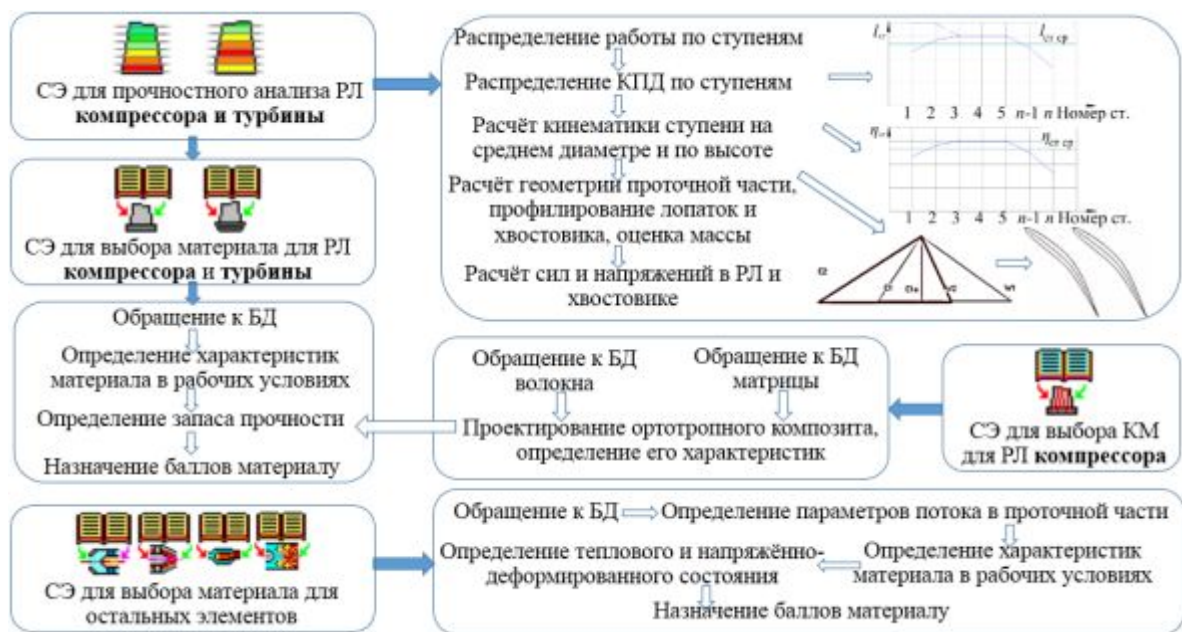 СЭ для прочностного анализа РЛ
компрессора и турбины
СЭ для выбора материала для РЛ
компрессора и турбины
Обращение к БД
Определение характеристик
материала в рабочих условиях
Определение запаса прочности
Назначение баллов материалу
Распределение работы по ступеням
Распределение КПД по ступеням
Расчёт кинематики ступени на
среднем диаметре и по высоте
Расчёт геометрии проточной части,
профилирование лопаток и
хвостовика, оценка массы
Расчёт сил и напряжений в РЛ и
хвостовике
lст ср
1 2 3 4 5 n-1 n Номер ст.
ηст ср
1 2 3 4 5 n-1 n Номер ст.
Обращение к БД
волокна
Обращение к БД
матрицы
Проектирование ортотропного композита,
определение его характеристик
СЭ для выбора КМ
для РЛ компрессора
СЭ для выбора материала для
остальных элементов
Обращение к БД
Определение параметров потока в проточной части
Определение характеристик
материала в рабочих условиях
Определение теплового и напряжённо-
деформированного состояния
Назначение баллов материалу